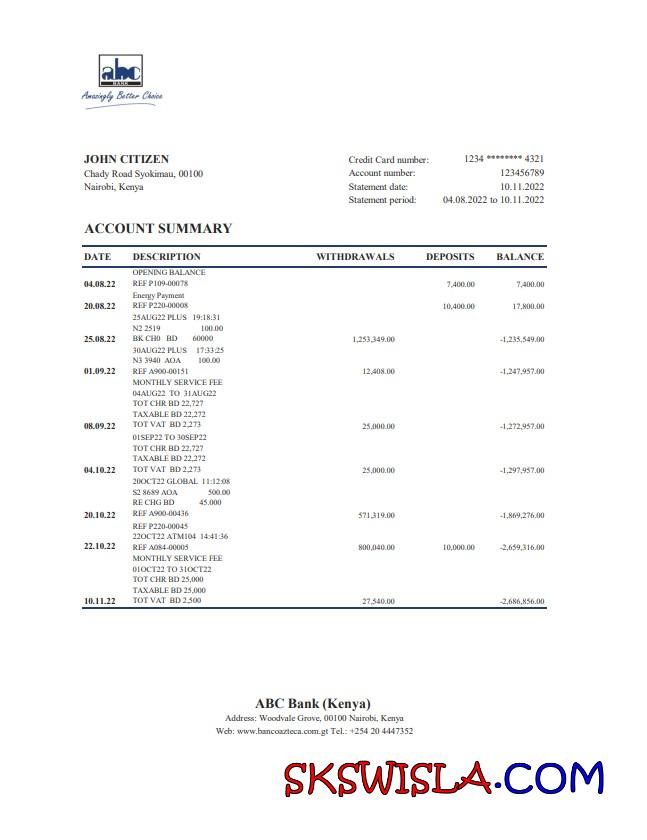 abc
BANK
Amazingly Better Choice
JOHN CITIZEN
Chady Road Syokimau, 00100
Nairobi, Kenya
Credit Card number: 1234 ******** 4321
Account number: 123456789
Statement date: 10.11.2022
Statement period: 04.08.2022 to 10.11.2022
ACCOUNT SUMMARY
DATE DESCRIPTION WITHDRAWALS DEPOSITS BALANCE
OPENING BALANCE
04.08.22 REF P109-00078 7,400.00 7,400.00
Energy Payment
20.08.22 REF P220-00008 10,400.00 17,800.00
25AUG22 PLUS 19:18:31
N2 2519 100.00
25.08.22 BK CH0 BD 60000 1,253,349.00 -1,235,549.00
30AUG22 PLUS 17:33:25
N3 3940 AOA 100.00
01.09.22 REF A900-00151 12,408.00 -1,247,957.00
MONTHLY SERVICE FEE
04AUG22 TO 31AUG22
TOT CHR BD 22,727
TAXABLE BD 22,272
08.09.22 TOT VAT BD 2,273 25,000.00 -1,272,957.00
01SEP22 TO 30SEP22
TOT CHR BD 22,727
TAXABLE BD 22,272
04.10.22 TOT VAT BD 2,273 25,000.00 -1,297,957.00
20OCT22 GLOBAL 11:12:08
S2 8689 AOA 500.00
RE CHG BD 45.000
20.10.22 REF A900-00436 571,319.00 -1,869,276.00
REF P220-00045
22OCT22 ATM104 14:41:36
22.10.22 REF A084-00005 800,040.00 10,000.00 -2,659,316.00
MONTHLY SERVICE FEE
01OCT22 TO 31OCT22
TOT CHR BD 25,000
TAXABLE BD 25,000
10.11.22 TOT VAT BD 2,500 27,540.00 -2,686,856.00
ABC Bank (Kenya)
Address: Woodvale Grove, 00100 Nairobi, Kenya
Web: www.bancoazteca.com.gt Tel.: +254 20 4447352
SKSWISLA.COM